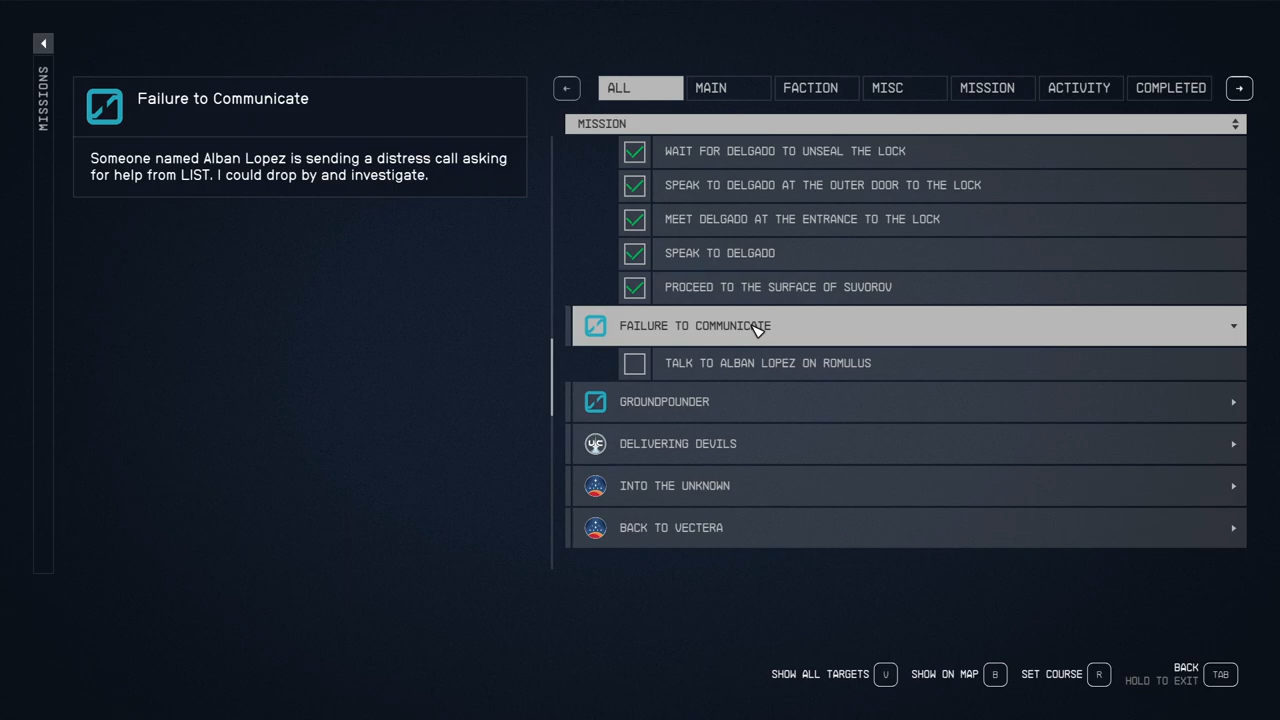 MISSIONS
Failure to Communicate
Someone named Alban Lopez is sending a distress call asking
for help from LIST. I could drop by and investigate.
ALL MAIN FACTION MISC MISSION ACTIVITY COMPLETED
MISSION
WAIT FOR DELGADO TO UNSEAL THE LOCK
SPEAK TO DELGADO AT THE OUTER DOOR TO THE LOCK
MEET DELGADO AT THE ENTRANCE TO THE LOCK
SPEAK TO DELGADO
PROCEED TO THE SURFACE OF SUVOROV
FAILURE TO COMMUNICATE
TALK TO ALBAN LOPEZ ON ROMULUS
GROUNDPOUNDER
UC DELIVERING DEVILS
INTO THE UNKNOWN
BACK TO VECTERA
SHOW ALL TARGETS V SHOW ON MAP B SET COURSE R BACK TAB
HOLD TO EXIT